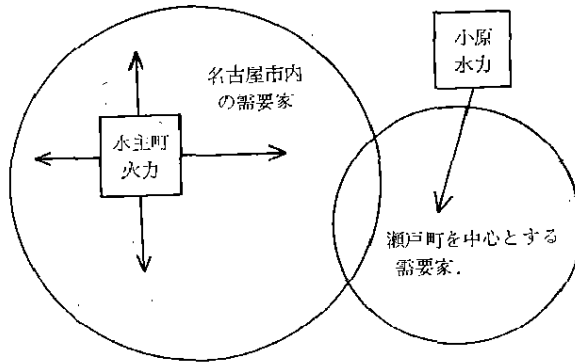 名古屋市内
の需要家
水主町
火力
小原
水力
瀬戸町を中心とする
需要家.